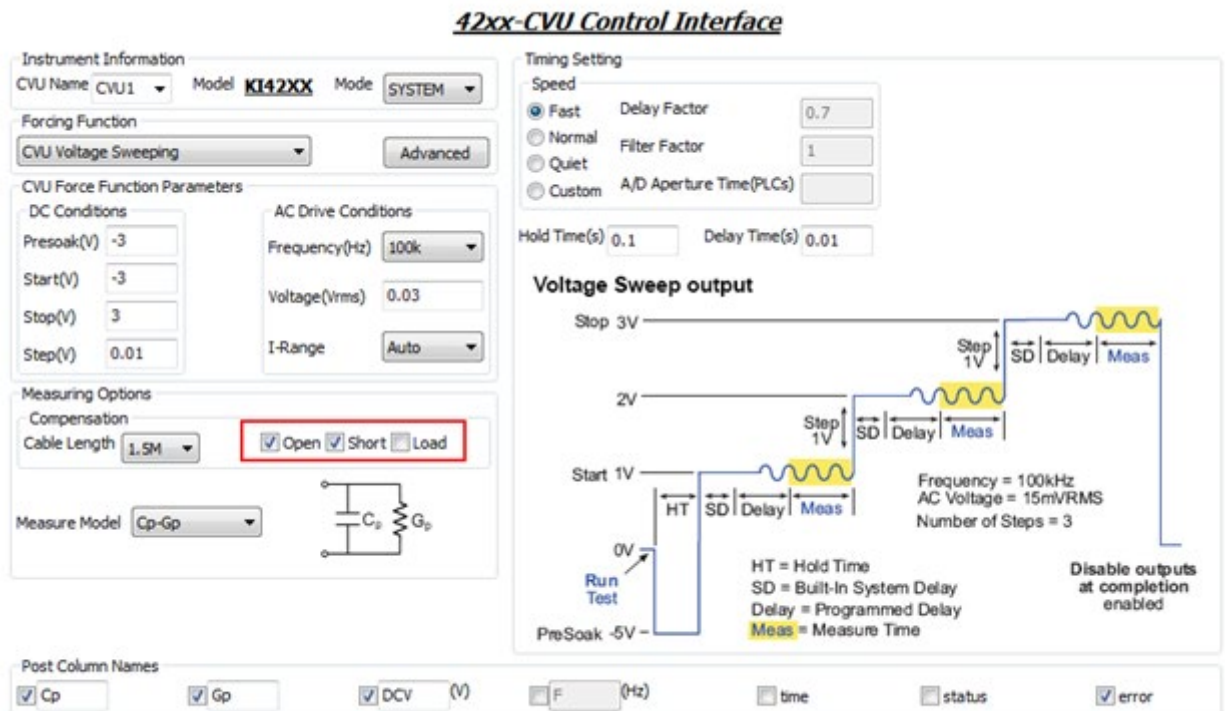 42xx-CVU Control Interface
Instrument Information
CVU Name CVU1 Model KI42XX Mode SYSTEM
Forcing Function
CVU Voltage Sweeping Advanced
CVU Force Function Parameters
DC Conditions
Presoak(V) -3
Start(V) -3
Stop(V) 3
Step(V) 0.01
AC Drive Conditions
Frequency(Hz) 100k
Voltage(Vrms) 0.03
I-Range Auto
Measuring Options
Compensation
Cable Length 1.5M Open Short Load
Measure Model Cp-Gp
Cp Gp
Timing Setting
Speed
Fast Delay Factor 0.7
Normal Filter Factor 1
Quiet
Custom A/D Aperture Time(PLCs)
Hold Time(s) 0.1 Delay Time(s) 0.01
Voltage Sweep output
Stop 3V
Step
1V
SD Delay Meas
2V
Step
1V
SD Delay Meas
Start 1V
HT SD Delay Meas
Frequency = 100kHz
AC Voltage = 15mVRMS
Number of Steps = 3
0V
Run
Test
PreSoak -5V
HT = Hold Time
SD = Built-In System Delay
Delay = Programmed Delay
Meas = Measure Time
Disable outputs
at completion
enabled
Post Column Names
Cp Gp DCV (V) F (Hz) time status error